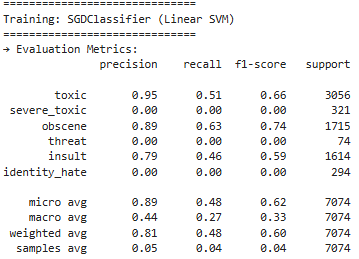 ==============================
Training: SGDClassifier (Linear SVM)
==============================
→ Evaluation Metrics:
precision recall f1-score support
toxic 0.95 0.51 0.66 3056
severe_toxic 0.00 0.00 0.00 321
obscene 0.89 0.63 0.74 1715
threat 0.00 0.00 0.00 74
insult 0.79 0.46 0.59 1614
identity_hate 0.00 0.00 0.00 294
micro avg 0.89 0.48 0.62 7074
macro avg 0.44 0.27 0.33 7074
weighted avg 0.81 0.48 0.60 7074
samples avg 0.05 0.04 0.04 7074